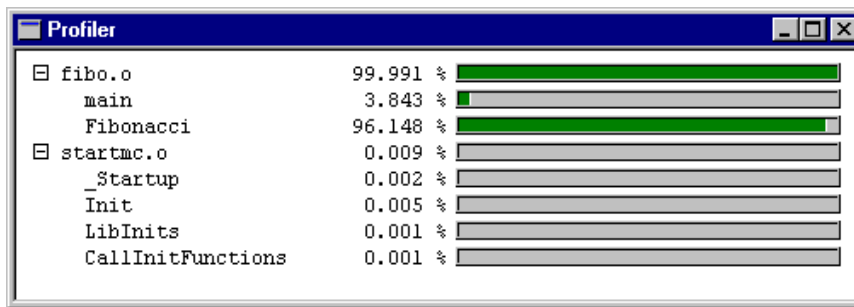 Profiler
fibo.o 99.991 %
main 3.843 %
Fibonacci 96.148 %
startmc.o 0.009 %
_Startup 0.002 %
Init 0.005 %
LibInits 0.001 %
CallInitFunctions 0.001 %